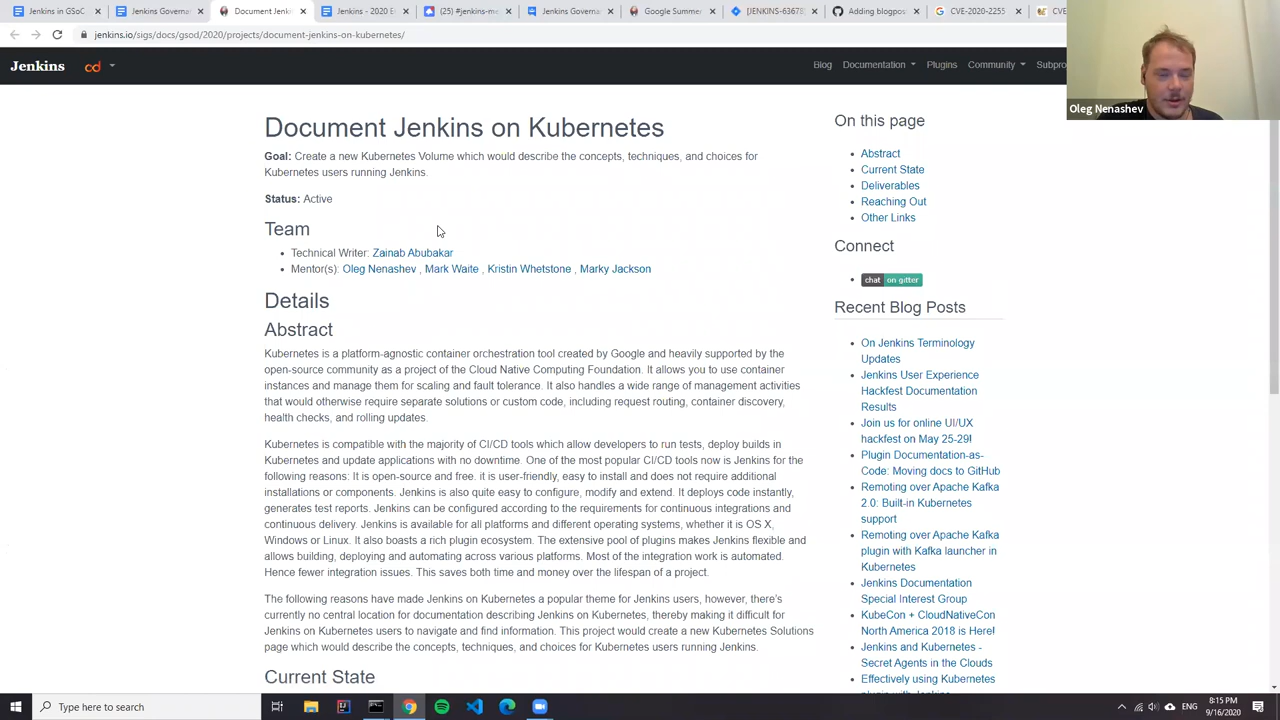 Jenkins in GSoC
Jenkins Governan
Document Jenkin
Jenkins - 2020 E
(25) #jenkins-me
Jenkins Governa
Google Summer
[JENKINS-63678]
Adding blogpos
CVE-2020-2255
CVE
jenkins.io/sigs/docs/gsod/2020/projects/document-jenkins-on-kubernetes/
Jenkins cd
Blog Documentation Plugins Community Subpro
Oleg Nenashev
Document Jenkins on Kubernetes
Goal: Create a new Kubernetes Volume which would describe the concepts, techniques, and choices for
Kubernetes users running Jenkins.
Status: Active
Team
• Technical Writer: Zainab Abubakar
• Mentor(s): Oleg Nenashev , Mark Waite , Kristin Whetstone , Marky Jackson
Details
Abstract
Kubernetes is a platform-agnostic container orchestration tool created by Google and heavily supported by the
open-source community as a project of the Cloud Native Computing Foundation. It allows you to use container
instances and manage them for scaling and fault tolerance. It also handles a wide range of management activities
that would otherwise require separate solutions or custom code, including request routing, container discovery,
health checks, and rolling updates.
Kubernetes is compatible with the majority of CI/CD tools which allow developers to run tests, deploy builds in
Kubernetes and update applications with no downtime. One of the most popular CI/CD tools now is Jenkins for the
following reasons: It is open-source and free. it is user-friendly, easy to install and does not require additional
installations or components. Jenkins is also quite easy to configure, modify and extend. It deploys code instantly,
generates test reports. Jenkins can be configured according to the requirements for continuous integrations and
continuous delivery. Jenkins is available for all platforms and different operating systems, whether it is OS X,
Windows or Linux. It also boasts a rich plugin ecosystem. The extensive pool of plugins makes Jenkins flexible and
allows building, deploying and automating across various platforms. Most of the integration work is automated.
Hence fewer integration issues. This saves both time and money over the lifespan of a project.
The following reasons have made Jenkins on Kubernetes a popular theme for Jenkins users, however, there's
currently no central location for documentation describing Jenkins on Kubernetes, thereby making it difficult for
Jenkins on Kubernetes users to navigate and find information. This project would create a new Kubernetes Solutions
page which would describe the concepts, techniques, and choices for Kubernetes users running Jenkins.
Current State
On this page
• Abstract
• Current State
• Deliverables
• Reaching Out
• Other Links
Connect
• chat on gitter
Recent Blog Posts
• On Jenkins Terminology
Updates
• Jenkins User Experience
Hackfest Documentation
Results
• Join us for online UI/UX
hackfest on May 25-29!
• Plugin Documentation-as-
Code: Moving docs to GitHub
• Remoting over Apache Kafka
2.0: Built-in Kubernetes
support
• Remoting over Apache Kafka
plugin with Kafka launcher in
Kubernetes
• Jenkins Documentation
Special Interest Group
• KubeCon + CloudNativeCon
North America 2018 is Here!
• Jenkins and Kubernetes -
Secret Agents in the Clouds
• Effectively using Kubernetes
plugin with Jenkins
Type here to search
8:15 PM
9/16/2020